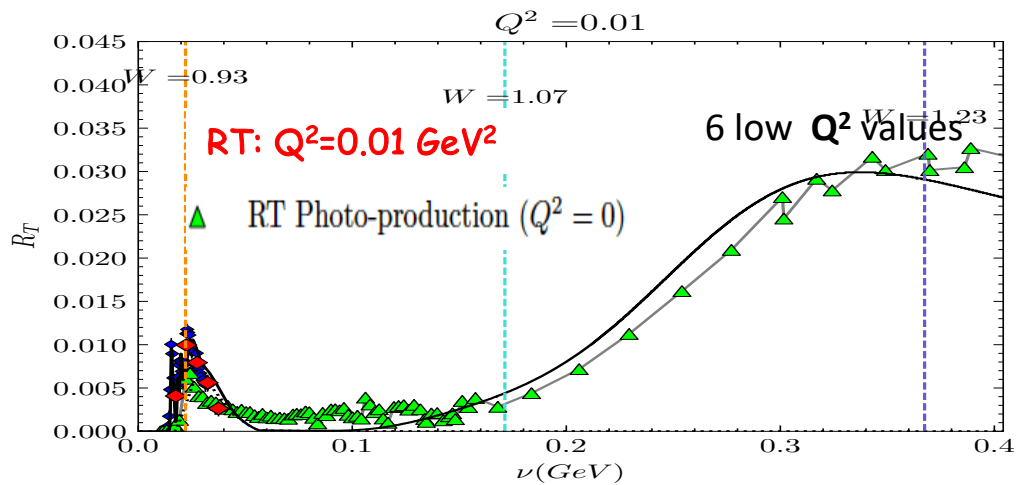 Q² =0.01
0.045
0.040
0.035
0.030
0.025
0.020
0.015
0.010
0.005
0.000
R_T
W =0.93
W =1.07
W =1.23
6 low Q² values
RT: Q²=0.01 GeV²
RT Photo-production (Q² = 0)
0.0 0.1 0.2 0.3 0.4
ν(GeV)